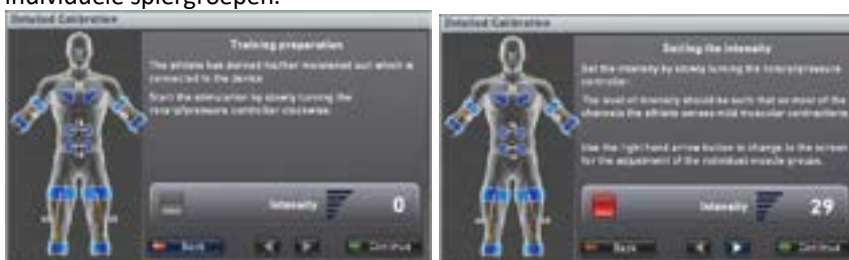 individuele spiergroepen.
Detailed Calibration
Training preparation
The athlete has donned his/her moistened suit which is
connected to the device.
Start the stimulation by slowly turning the
rotary/pressure controller clockwise.
Intensity 0
Back Continue
Detailed Calibration
Setting the intensity
Set the intensity by slowly turning the rotary/pressure
controller.
The level of intensity should be such that on most of the
channels the athlete senses mild muscular contractions
Use the right hand arrow button to change to the screen
for the adjustment of the individual muscle groups.
Intensity 29
Back Continue